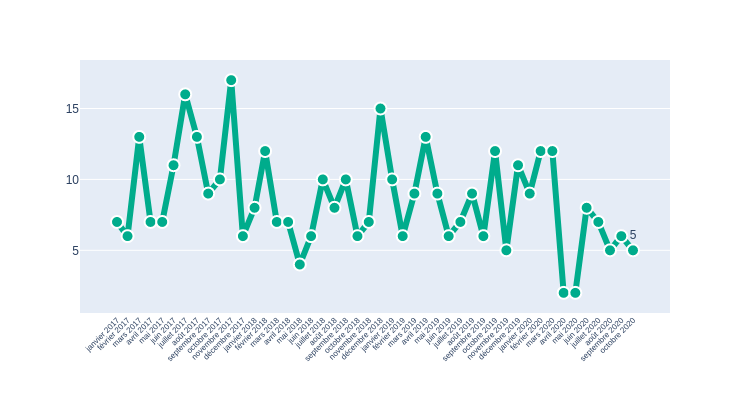 15
10
5
5
janvier 2017
février 2017
mars 2017
avril 2017
mai 2017
juin 2017
juillet 2017
août 2017
septembre 2017
octobre 2017
novembre 2017
décembre 2017
janvier 2018
février 2018
mars 2018
avril 2018
mai 2018
juin 2018
juillet 2018
août 2018
septembre 2018
octobre 2018
novembre 2018
décembre 2018
janvier 2019
février 2019
mars 2019
avril 2019
mai 2019
juin 2019
juillet 2019
août 2019
septembre 2019
octobre 2019
novembre 2019
décembre 2019
janvier 2020
février 2020
mars 2020
avril 2020
mai 2020
juin 2020
juillet 2020
août 2020
septembre 2020
octobre 2020